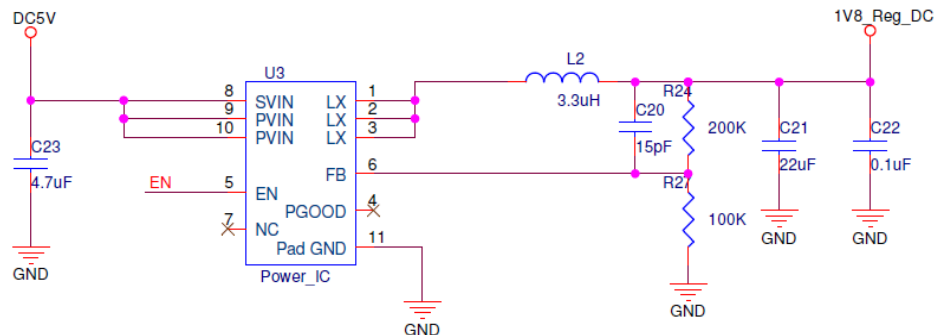 DC5V
1V8_Reg_DC
U3
L2
3.3uH
8 SVIN LX 1
9 PVIN LX 2
10 PVIN LX 3
R24
C20
15pF
200K
C21
22uF
C22
0.1uF
C23
4.7uF
FB 6
R27
EN 5 EN
PGOOD 4
7 NC
100K
Pad GND 11
Power_IC
GND
GND
GND
GND
GND